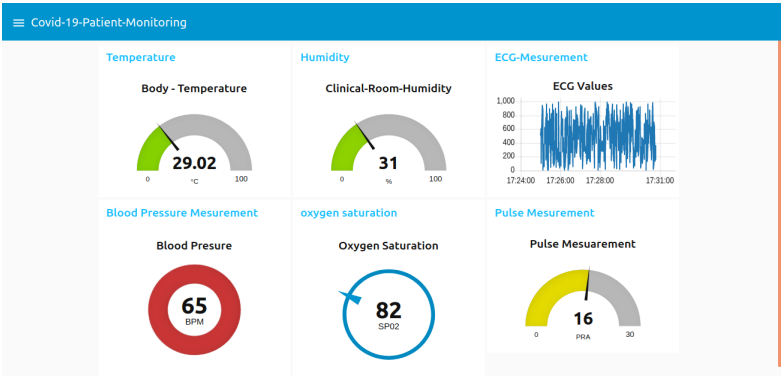 Covid-19-Patient-Monitoring
Temperature
Body - Temperature
29.02
0
°C
100
Humidity
Clinical-Room-Humidity
31
0
%
100
ECG-Mesurement
ECG Values
1,000
800
600
400
200
0
17:24:00 17:26:00 17:28:00 17:31:00
Blood Pressure Mesurement
Blood Presure
65
BPM
oxygen saturation
Oxygen Saturation
82
SP02
Pulse Mesurement
Pulse Mesuarement
16
0
PRA
30